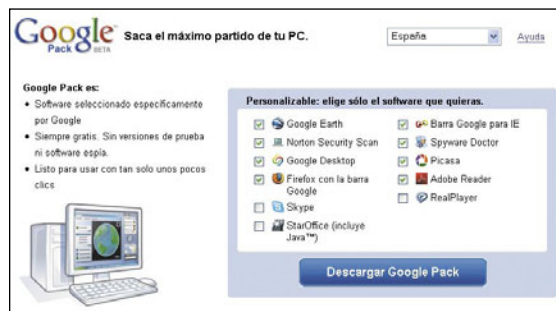 Google
Pack BETA
Saca el máximo partido de tu PC.
España
Ayuda
Google Pack es:
• Software seleccionado específicamente
por Google
• Siempre gratis. Sin versiones de prueba
ni software espía.
• Listo para usar con tan solo unos pocos
clics
Personalizable: elige sólo el software que quieras.
Google Earth
Norton Security Scan
Google Desktop
Firefox con la barra
Google
Skype
StarOffice (incluye
Java™)
Barra Google para IE
Spyware Doctor
Picasa
Adobe Reader
RealPlayer
Descargar Google Pack